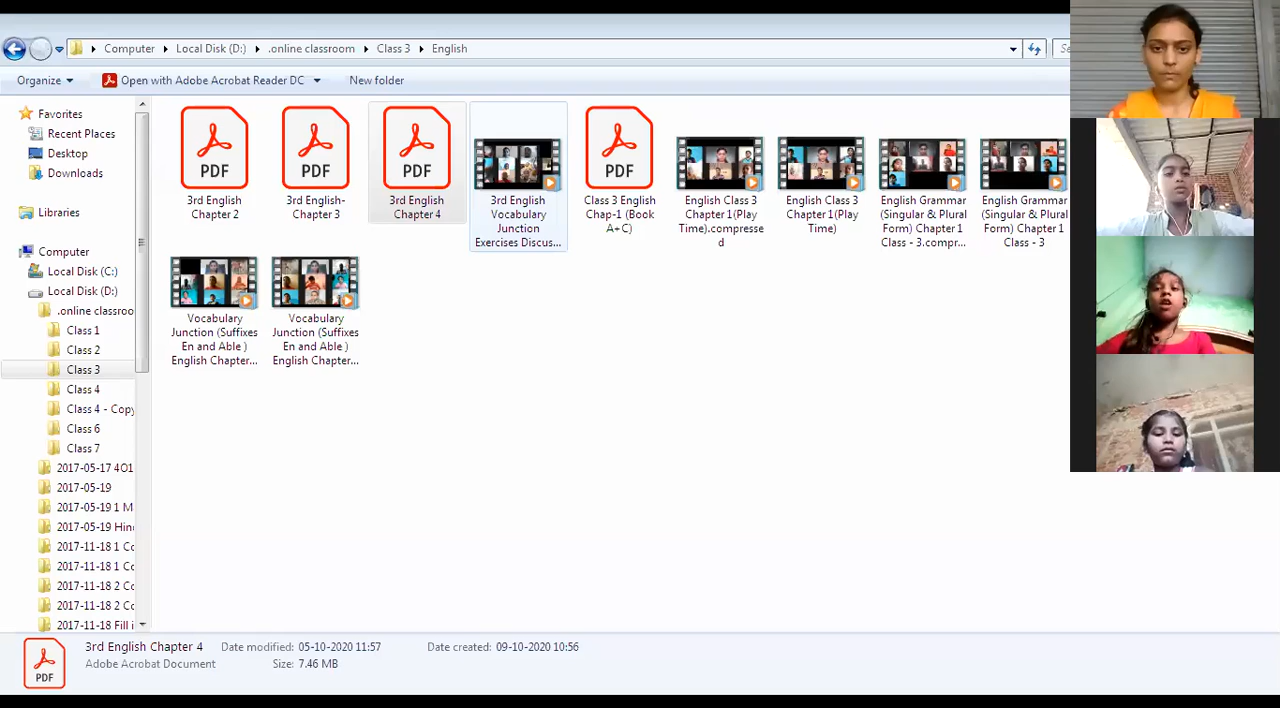 Computer Local Disk (D:) .online classroom Class 3 English
Organize Open with Adobe Acrobat Reader DC New folder
Favorites
Recent Places
Desktop
Downloads
Libraries
Computer
Local Disk (C:)
Local Disk (D:)
.online classroo
Class 1
Class 2
Class 3
Class 4
Class 4 - Copy
Class 6
Class 7
2017-05-17 4O1
2017-05-19
2017-05-19 1 M
2017-05-19 Hin
2017-11-18 1 Co
2017-11-18 1 Co
2017-11-18 2 Co
2017-11-18 2 Co
2017-11-18 Fill i
PDF
3rd English
Chapter 2
PDF
3rd English-
Chapter 3
PDF
3rd English
Chapter 4
3rd English
Vocabulary
Junction
Exercises Discus...
PDF
Class 3 English
Chap-1 (Book
A+C)
English Class 3
Chapter 1(Play
Time).compresse
d
English Class 3
Chapter 1(Play
Time)
English Grammar
(Singular & Plural
Form) Chapter 1
Class - 3.compr...
English Grammar
(Singular & Plural
Form) Chapter 1
Class - 3
Vocabulary
Junction (Suffixes
En and Able )
English Chapter...
Vocabulary
Junction (Suffixes
En and Able )
English Chapter...
PDF
3rd English Chapter 4 Date modified: 05-10-2020 11:57 Date created: 09-10-2020 10:56
Adobe Acrobat Document Size: 7.46 MB